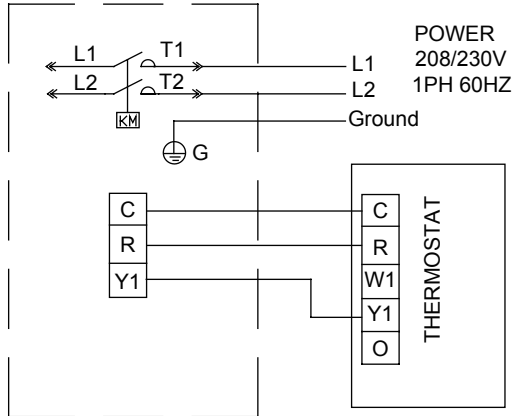 POWER
208/230V
1PH 60HZ
L1 T1 L1
L2 T2 L2
KM
Ground
G
C C
R R
W1
Y1 Y1
O
THERMOSTAT